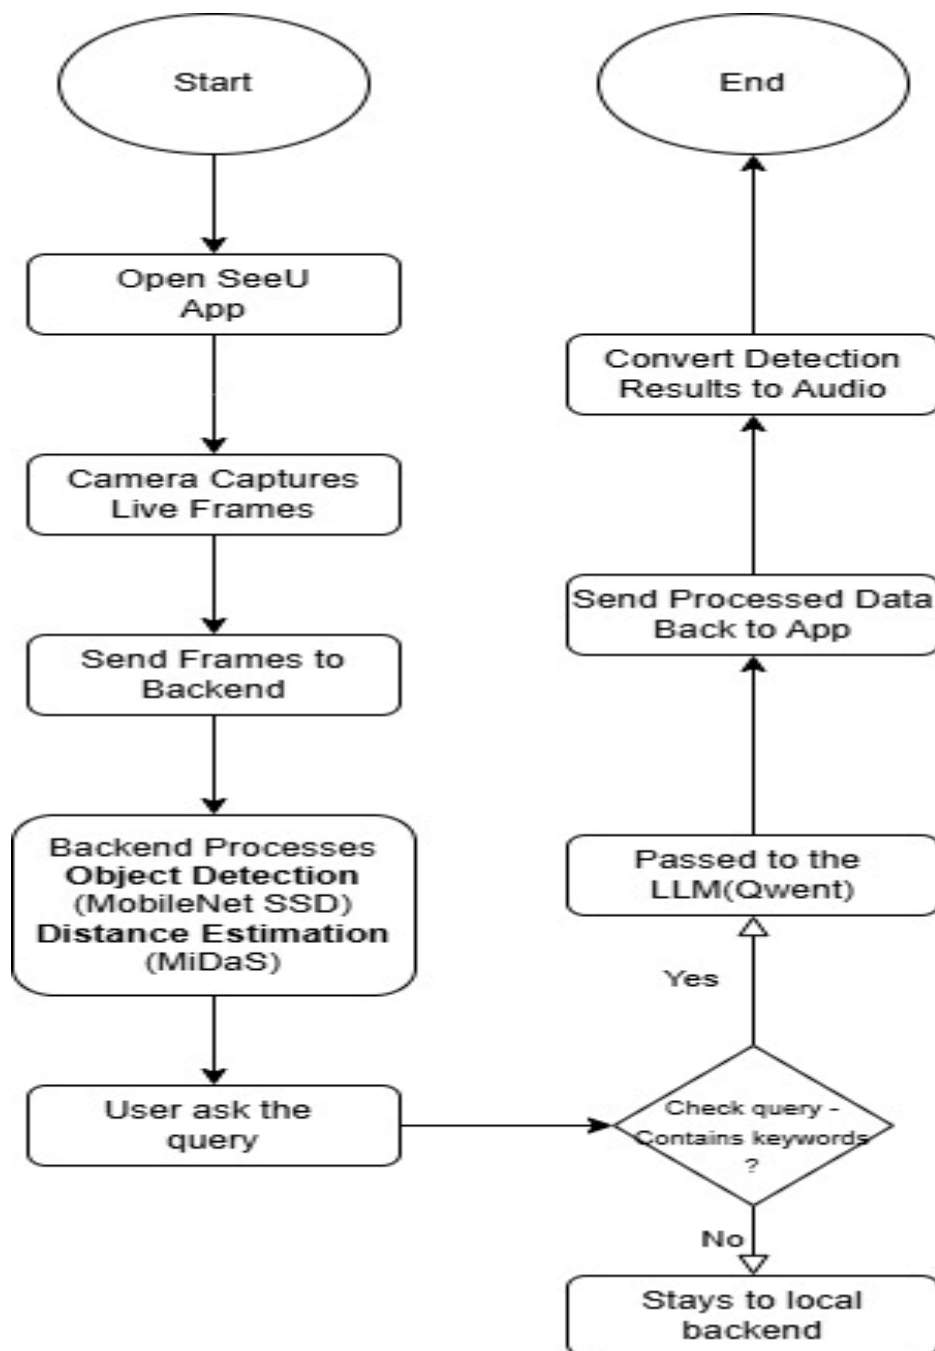 Start
Open SeeU
App
Camera Captures
Live Frames
Send Frames to
Backend
Backend Processes
Object Detection
(MobileNet SSD)
Distance Estimation
(MiDaS)
User ask the
query
Check query -
Contains keywords
?
Yes
No
Stays to local
backend
Passed to the
LLM(Qwent)
Send Processed Data
Back to App
Convert Detection
Results to Audio
End